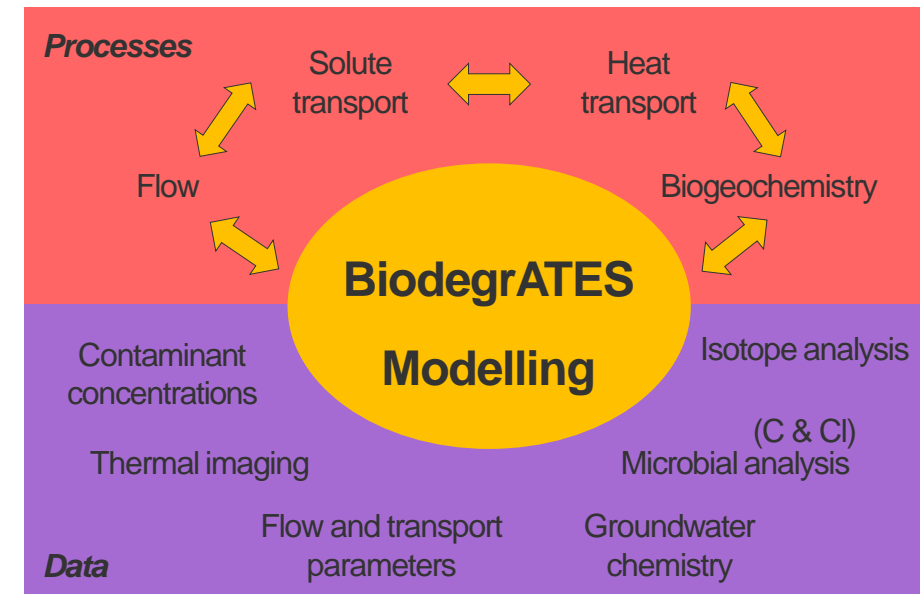 Processes
Solute
transport
Heat
transport
Flow
Biogeochemistry
BiodegrATES
Modelling
Contaminant
concentrations
Isotope analysis
(C & Cl)
Thermal imaging
Microbial analysis
Flow and transport
parameters
Groundwater
chemistry
Data